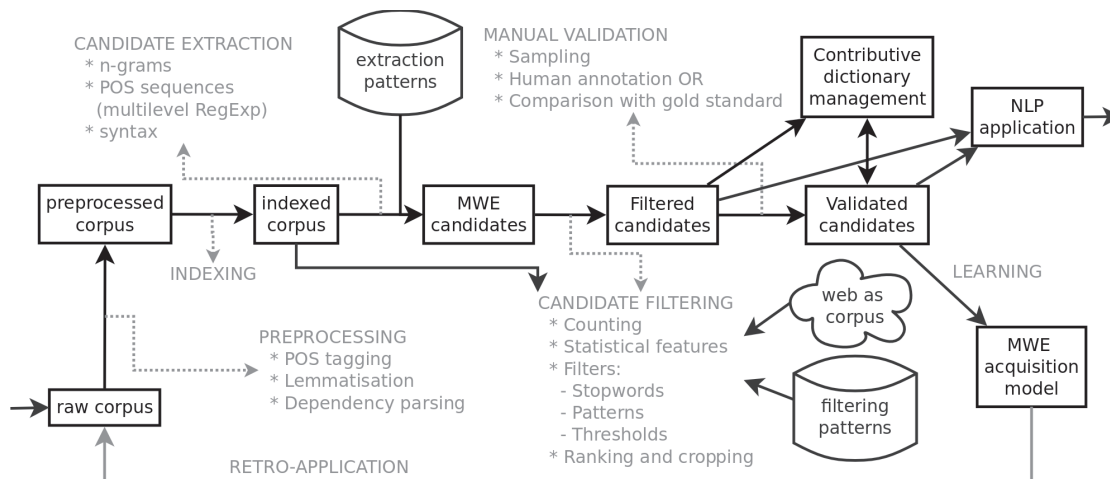 CANDIDATE EXTRACTION
* n-grams
* POS sequences
(multilevel RegExp)
* syntax
extraction
patterns
MANUAL VALIDATION
* Sampling
* Human annotation OR
* Comparison with gold standard
Contributive
dictionary
management
NLP
application
preprocessed
corpus
indexed
corpus
MWE
candidates
Filtered
candidates
Validated
candidates
INDEXING
LEARNING
PREPROCESSING
* POS tagging
* Lemmatisation
* Dependency parsing
raw corpus
CANDIDATE FILTERING
* Counting
* Statistical features
* Filters:
- Stopwords
- Patterns
- Thresholds
* Ranking and cropping
web as
corpus
filtering
patterns
MWE
acquisition
model
RETRO-APPLICATION